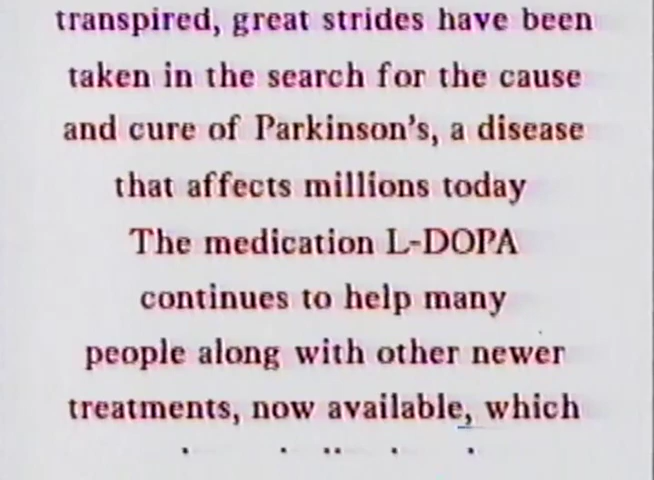 transpired, great strides have been
taken in the search for the cause
and cure of Parkinson's, a disease
that affects millions today
The medication L-DOPA
continues to help many
people along with other newer
treatments, now available, which